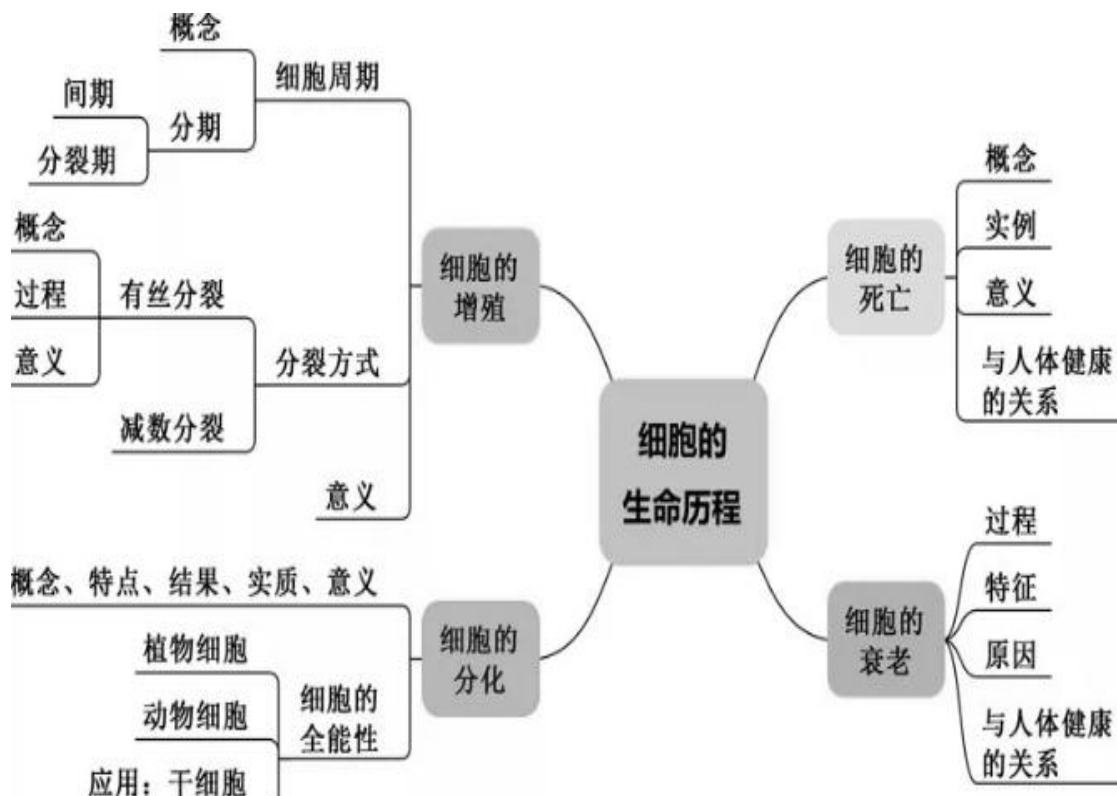 概念
细胞周期
间期
分期
分裂期
概念
过程
有丝分裂
意义
分裂方式
减数分裂
意义
细胞的
增殖
概念、特点、结果、实质、意义
植物细胞
动物细胞
细胞的
全能性
应用：干细胞
细胞的
分化
细胞的
生命历程
细胞的
死亡
概念
实例
意义
与人体健康
的关系
细胞的
衰老
过程
特征
原因
与人体健康
的关系